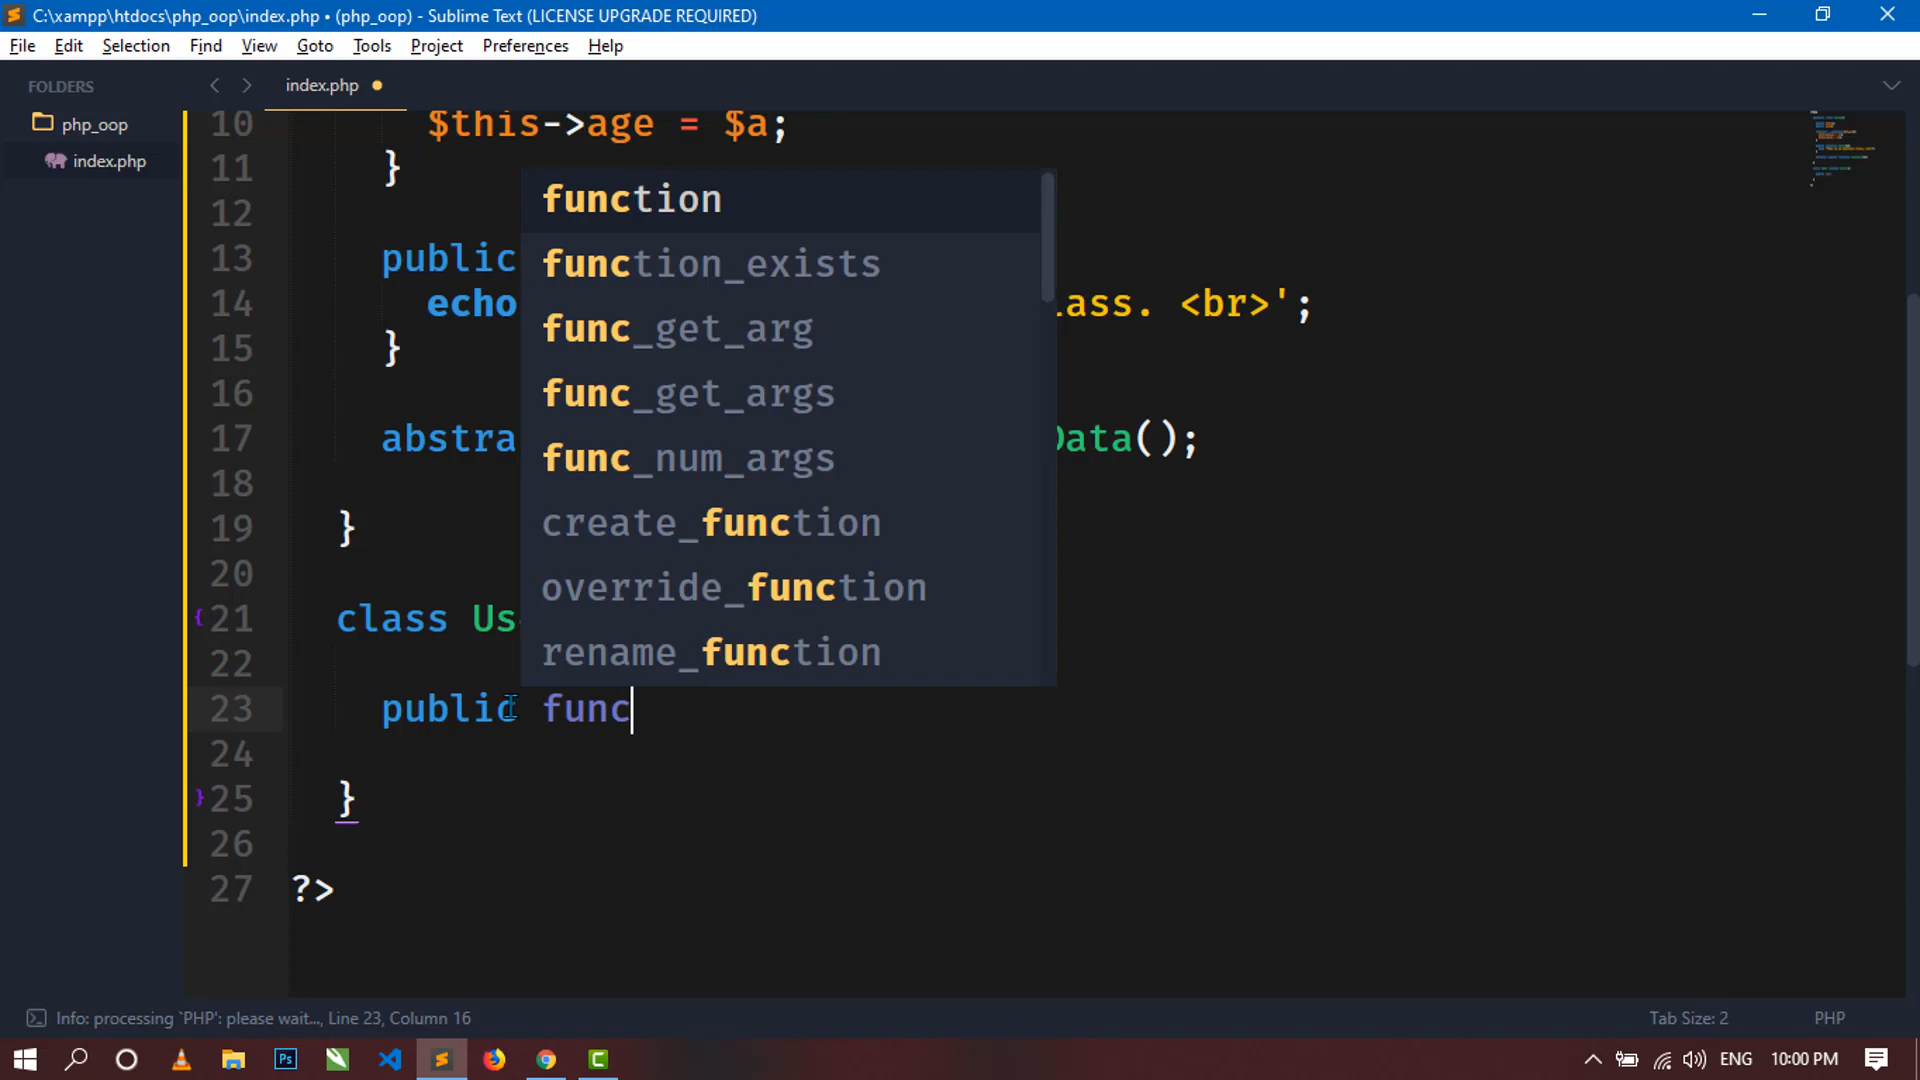 C:\xampp\htdocs\php_oop\index.php • (php_oop) - Sublime Text (LICENSE UPGRADE REQUIRED)
File Edit Selection Find View Goto Tools Project Preferences Help
FOLDERS
php_oop
index.php
index.php
10 $this->age = $a;
11 }
12
13 public
14 echo lass. <br>';
15 }
16
17 abstra Data();
18
19 }
20
21 class Us
22
23 public func
24
25 }
26
27 ?>
function
function_exists
func_get_arg
func_get_args
func_num_args
create_function
override_function
rename_function
Info: processing `PHP': please wait..., Line 23, Column 16
Tab Size: 2
PHP
Ps
ENG
10:00 PM